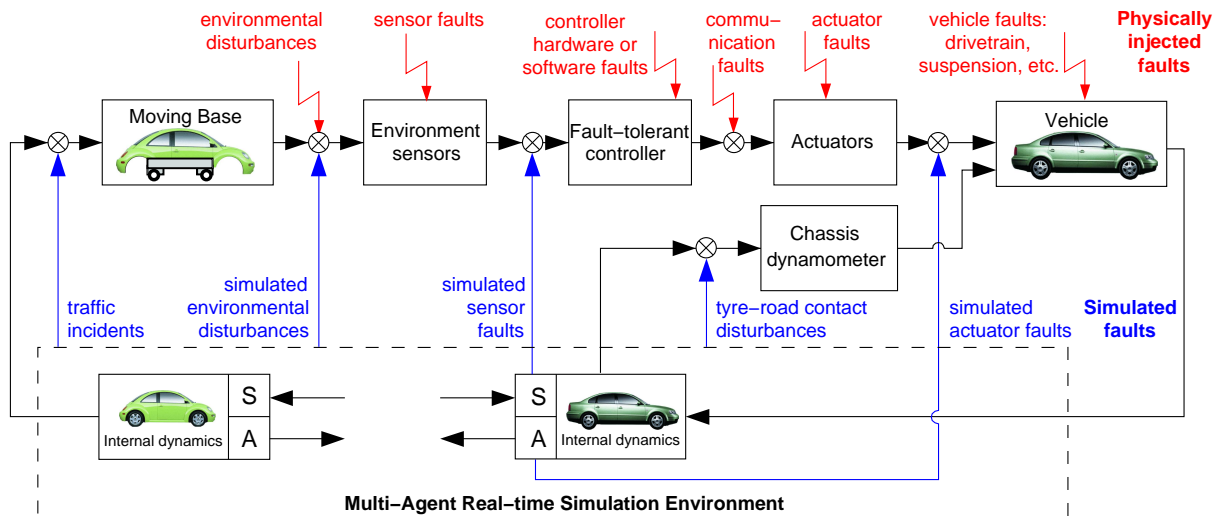 environmental
disturbances
sensor faults
controller
hardware or
software faults
commu–
nication
faults
actuator
faults
vehicle faults:
drivetrain,
suspension, etc.
Physically
injected
faults
Moving Base
Environment
sensors
Fault–tolerant
controller
Actuators
Vehicle
Chassis
dynamometer
traffic
incidents
simulated
environmental
disturbances
simulated
sensor
faults
tyre–road contact
disturbances
simulated
actuator faults
Simulated
faults
Internal dynamics
S
A
S
A
Internal dynamics
Multi–Agent Real–time Simulation Environment